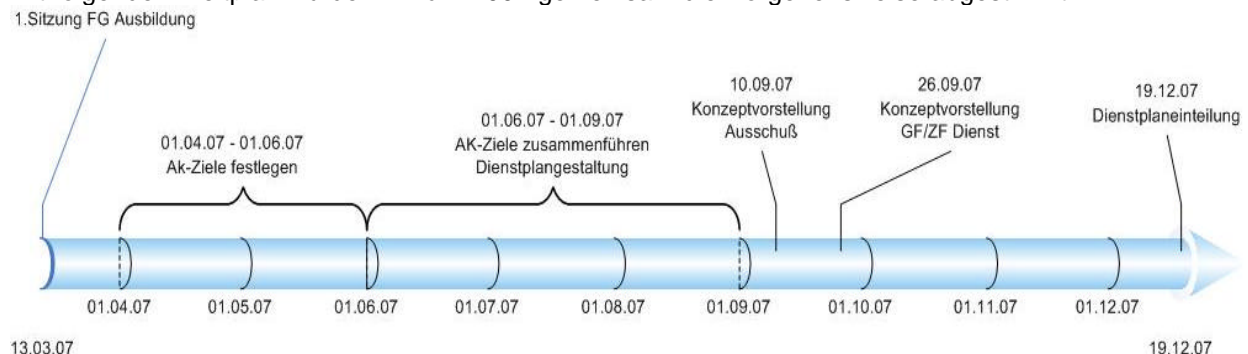 1.Sitzung FG Ausbildung
10.09.07
Konzeptvorstellung
Ausschuß
26.09.07
Konzeptvorstellung
GF/ZF Dienst
19.12.07
Dienstplaneinteilung
01.04.07 - 01.06.07
Ak-Ziele festlegen
01.06.07 - 01.09.07
AK-Ziele zusammenführen
Dienstplangestaltung
01.04.07 01.05.07 01.06.07 01.07.07 01.08.07 01.09.07 01.10.07 01.11.07 01.12.07
13.03.07 19.12.07